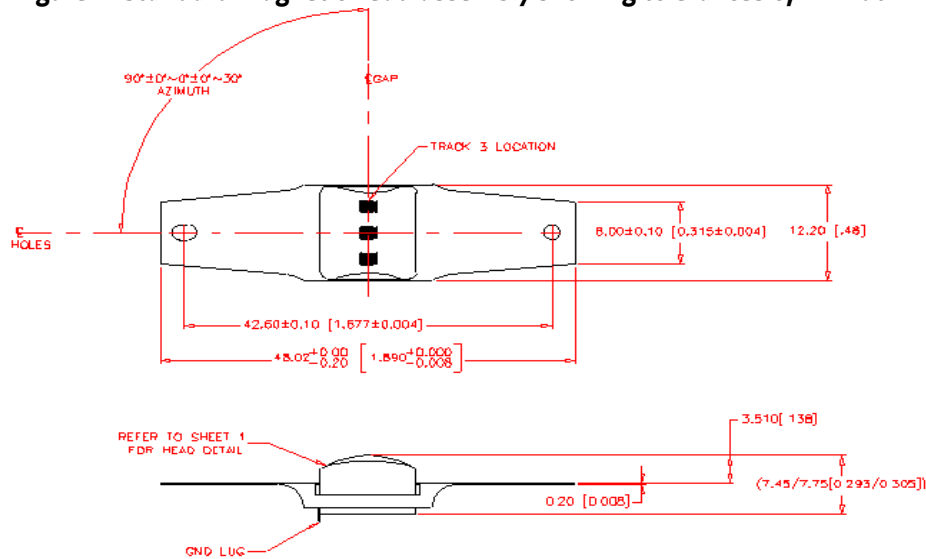 90°±0°~0°±0°~30°
AZIMUTH
℄GAP
TRACK 3 LOCATION
℄
HOLES
8.00±0.10 [0.315±0.004]
12.20 [.48]
42.60±0.10 [1.677±0.004]
48.02+0.00 -0.20 [1.890+0.000 -0.008]
REFER TO SHEET 1
FOR HEAD DETAIL
3.510[ 138]
(7.45/7.75[0 293/0 305])
0.20 [0.008]
GND LUG